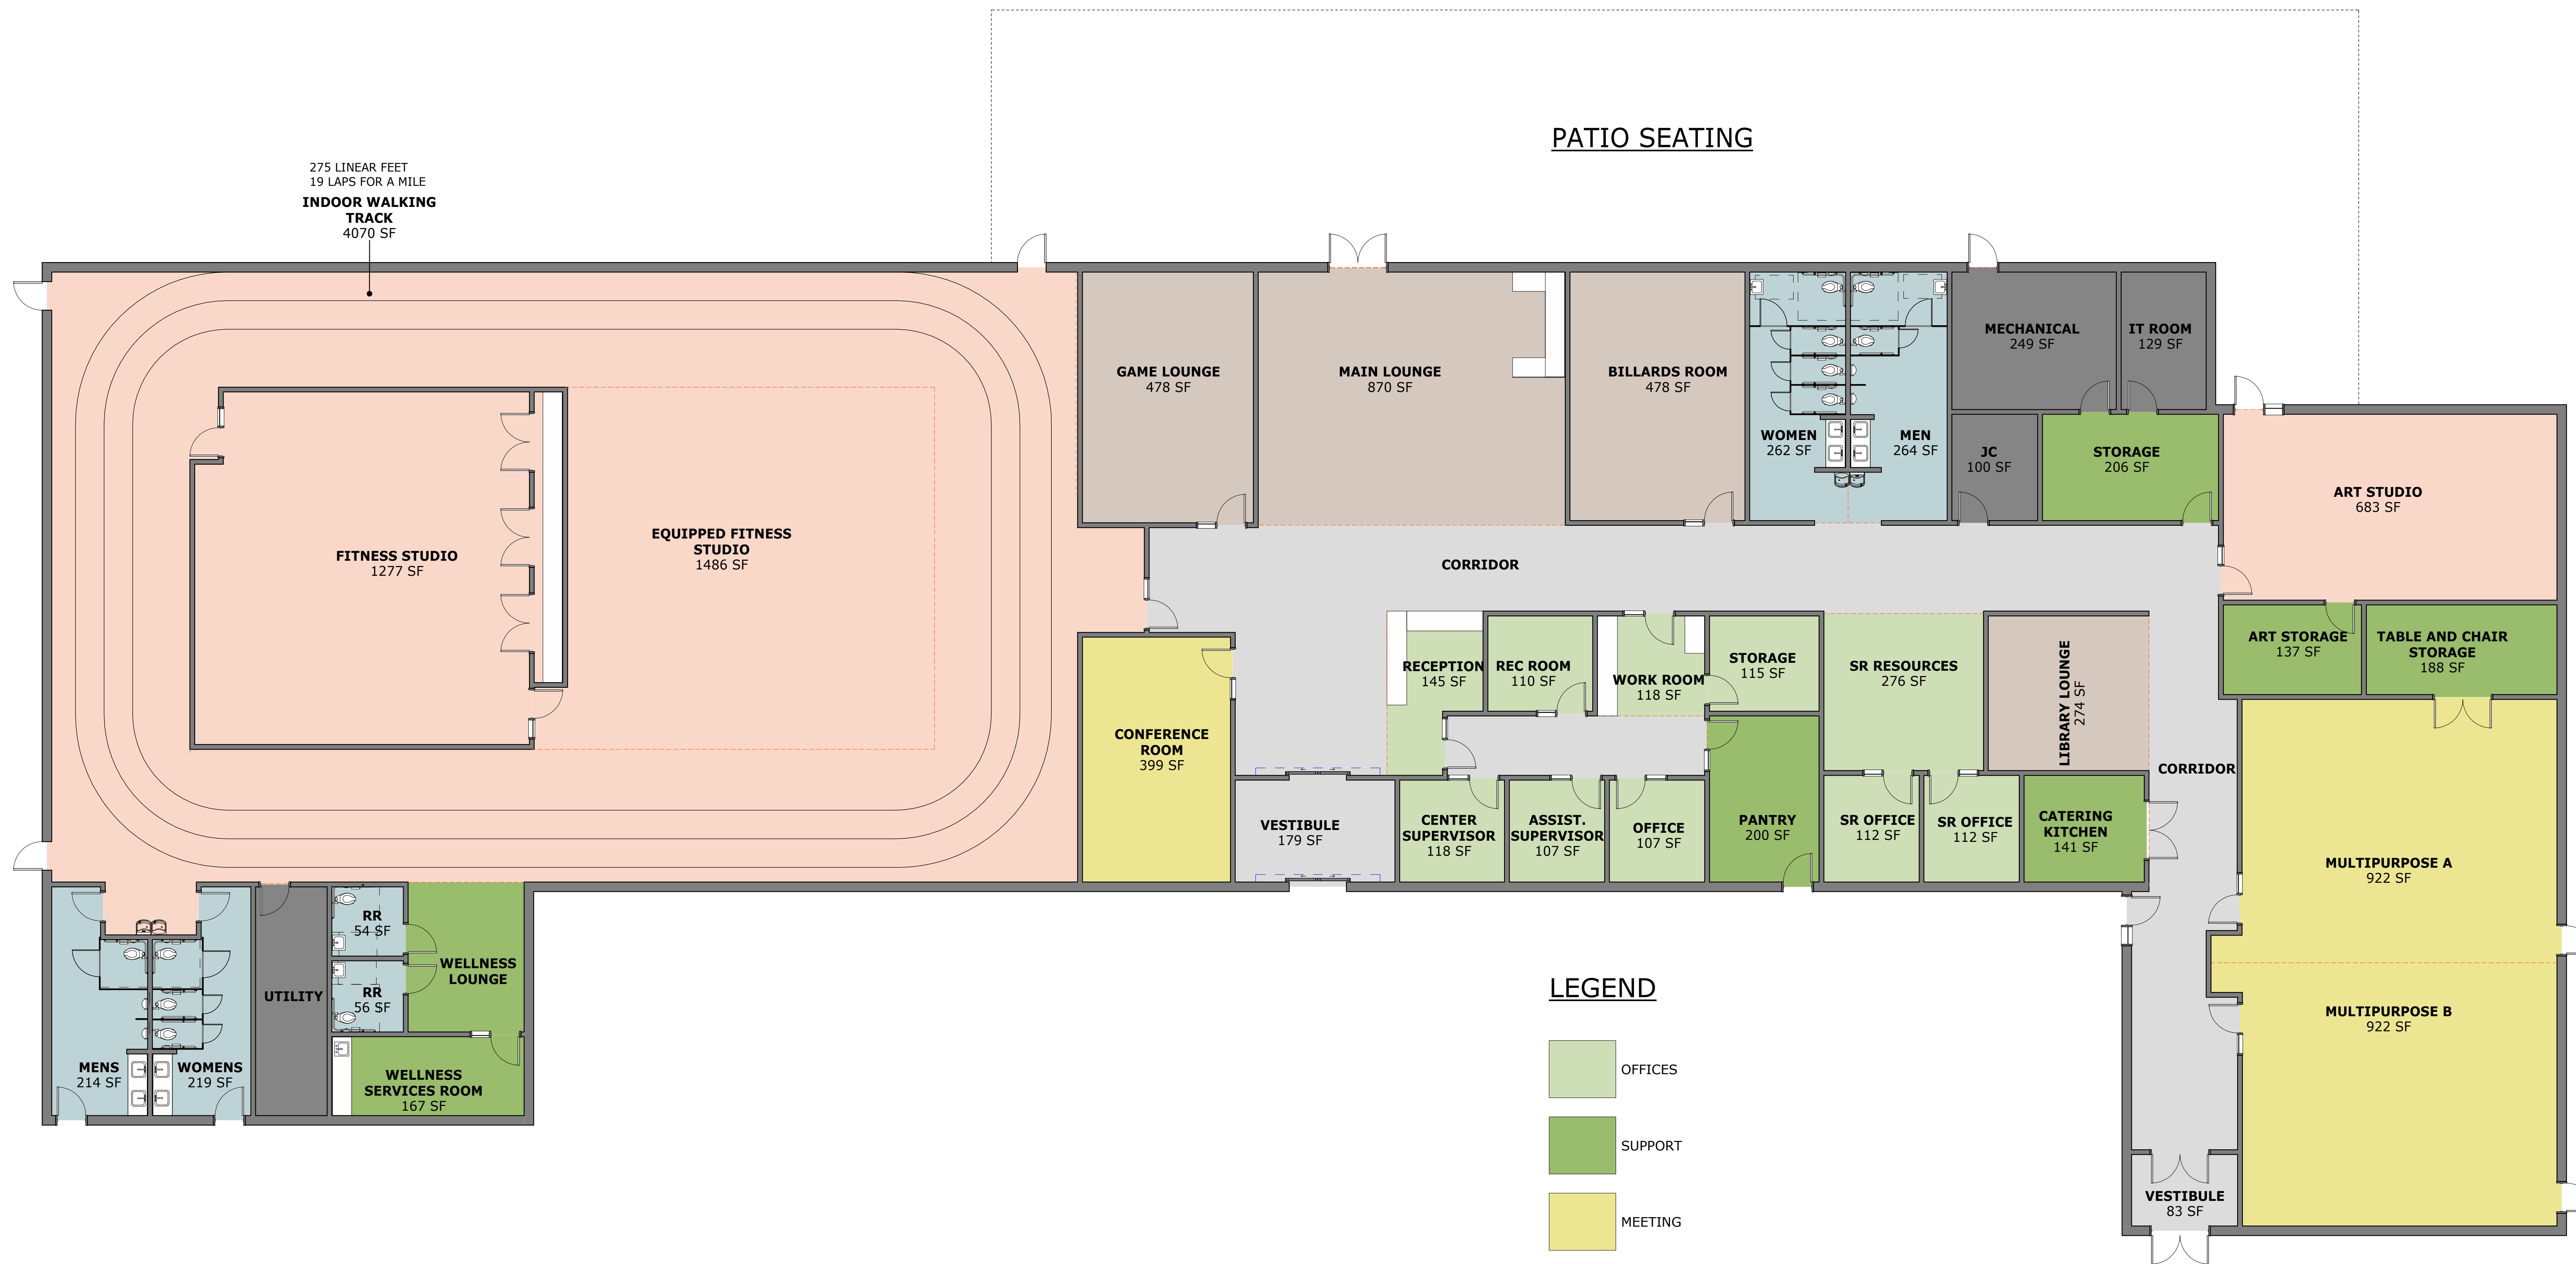 PATIO SEATING
275 LINEAR FEET
19 LAPS FOR A MILE
INDOOR WALKING
TRACK
4070 SF
GAME LOUNGE
478 SF
MAIN LOUNGE
870 SF
BILLARDS ROOM
478 SF
WOMEN
262 SF
MEN
264 SF
MECHANICAL
249 SF
IT ROOM
129 SF
JC
100 SF
STORAGE
206 SF
ART STUDIO
683 SF
FITNESS STUDIO
1277 SF
EQUIPPED FITNESS
STUDIO
1486 SF
CORRIDOR
RECEPTION
145 SF
REC ROOM
110 SF
WORK ROOM
118 SF
STORAGE
115 SF
SR RESOURCES
276 SF
LIBRARY LOUNGE
274 SF
ART STORAGE
137 SF
TABLE AND CHAIR
STORAGE
188 SF
CONFERENCE
ROOM
399 SF
CORRIDOR
VESTIBULE
179 SF
CENTER
SUPERVISOR
118 SF
ASSIST.
SUPERVISOR
107 SF
OFFICE
107 SF
PANTRY
200 SF
SR OFFICE
112 SF
SR OFFICE
112 SF
CATERING
KITCHEN
141 SF
MULTIPURPOSE A
922 SF
MULTIPURPOSE B
922 SF
RR
54 SF
RR
56 SF
WELLNESS
LOUNGE
UTILITY
MENS
214 SF
WOMENS
219 SF
WELLNESS
SERVICES ROOM
167 SF
VESTIBULE
83 SF
LEGEND
OFFICES
SUPPORT
MEETING